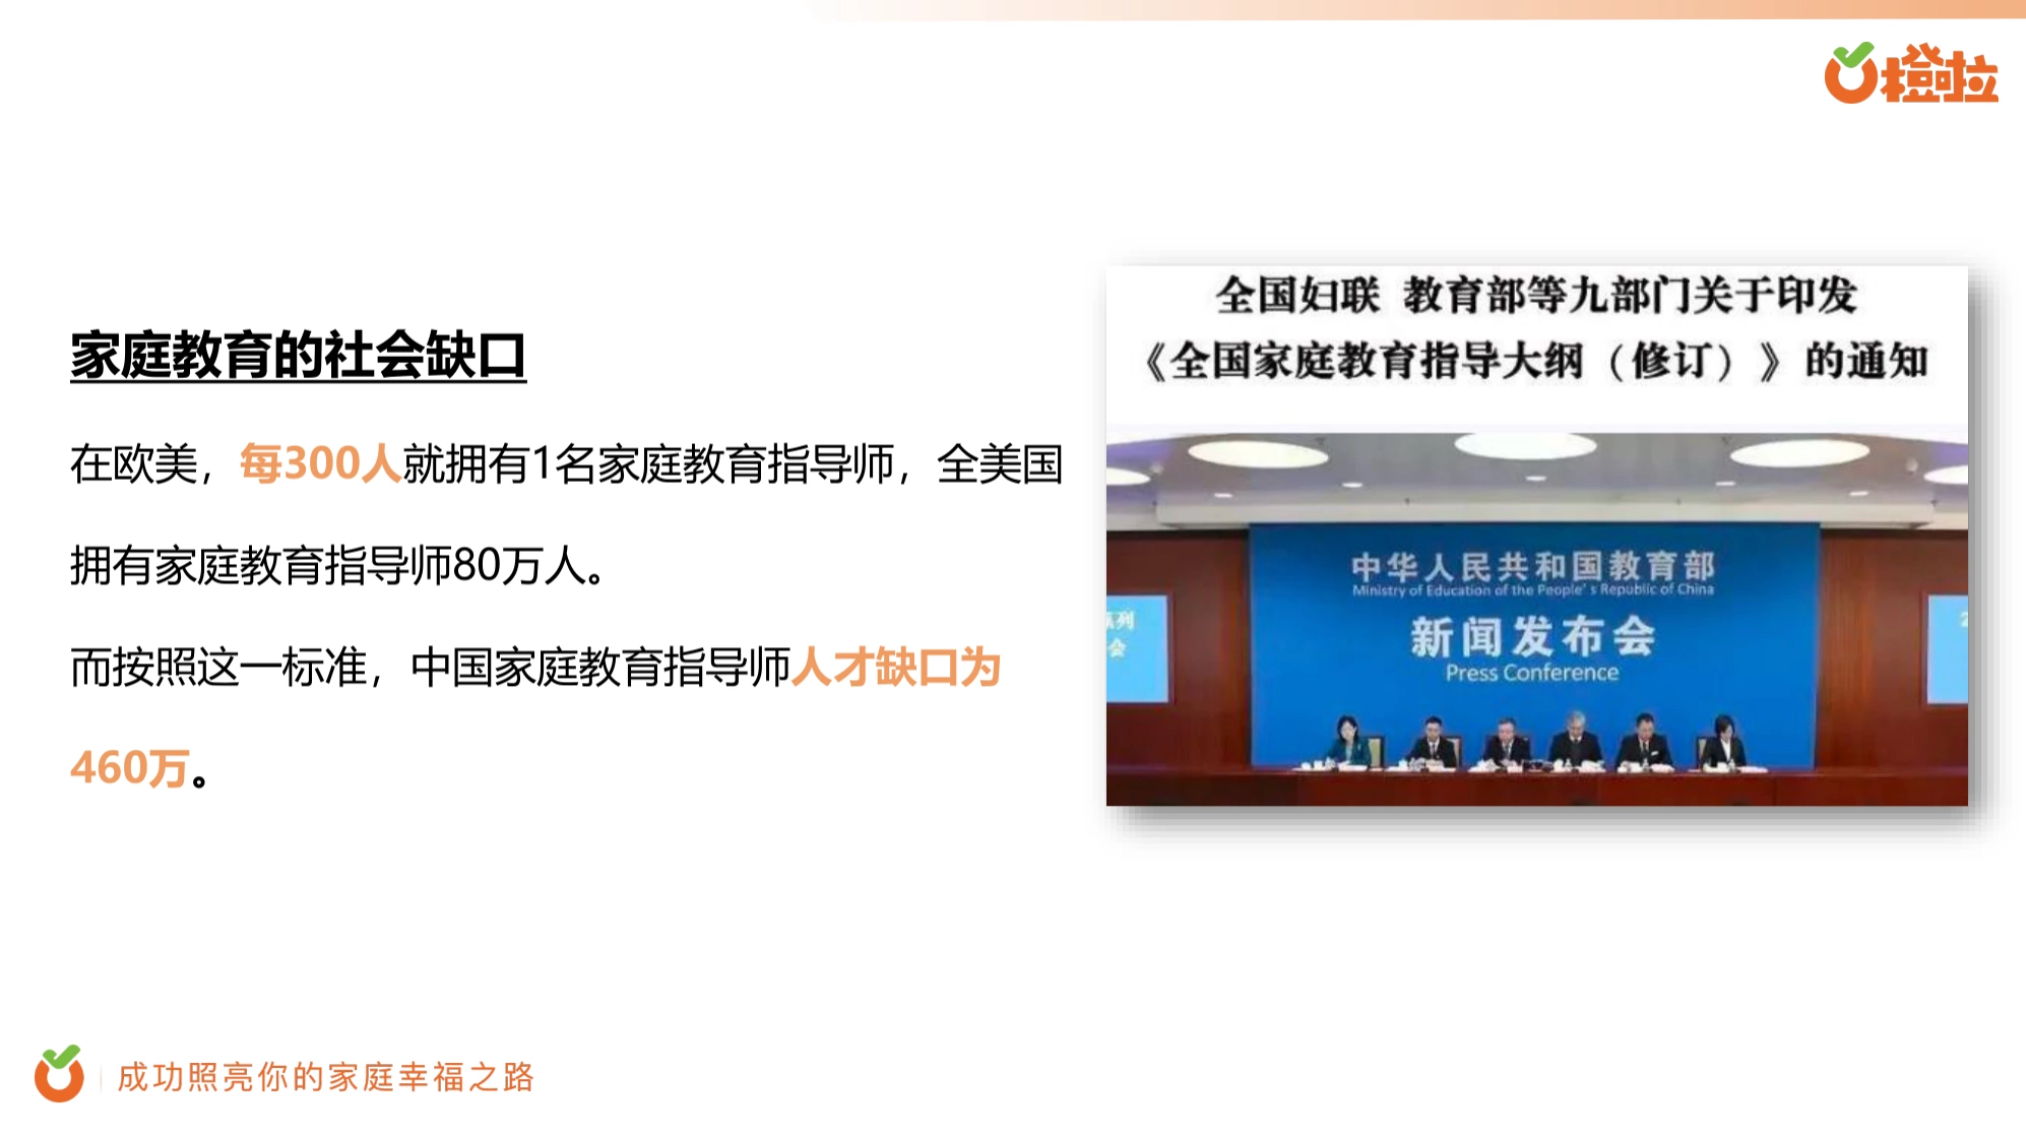 橙啦
家庭教育的社会缺口
在欧美，每300人就拥有1名家庭教育指导师，全美国
拥有家庭教育指导师80万人。
而按照这一标准，中国家庭教育指导师人才缺口为
460万。
全国妇联 教育部等九部门关于印发
《全国家庭教育指导大纲（修订）》的通知
中华人民共和国教育部
Ministry of Education of the People's Republic of China
新闻发布会
Press Conference
列
会
成功照亮你的家庭幸福之路